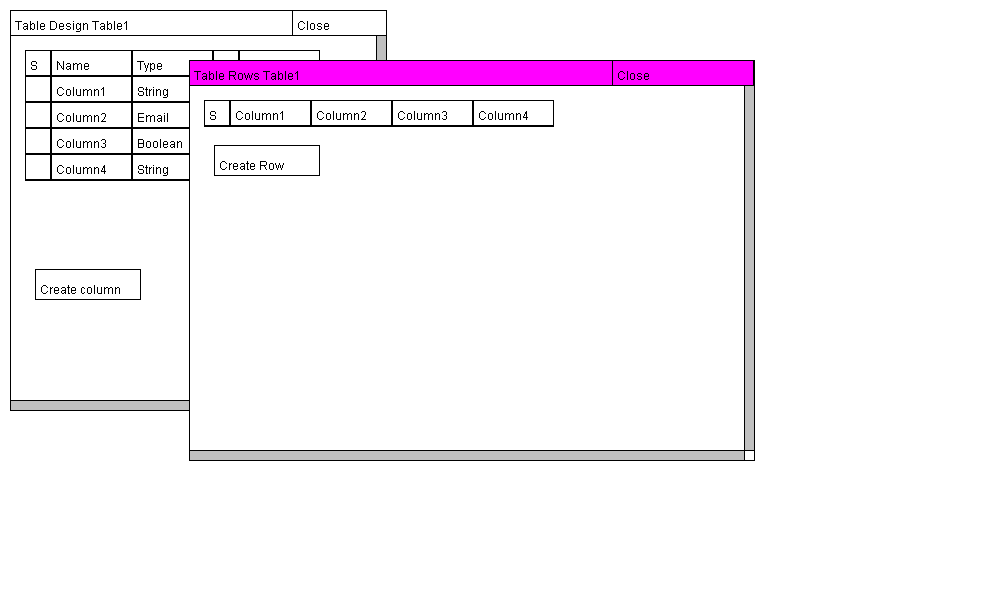 Table Design Table1 Close
S Name Type
Column1 String
Column2 Email
Column3 Boolean
Column4 String
Create column
Table Rows Table1 Close
S Column1 Column2 Column3 Column4
Create Row